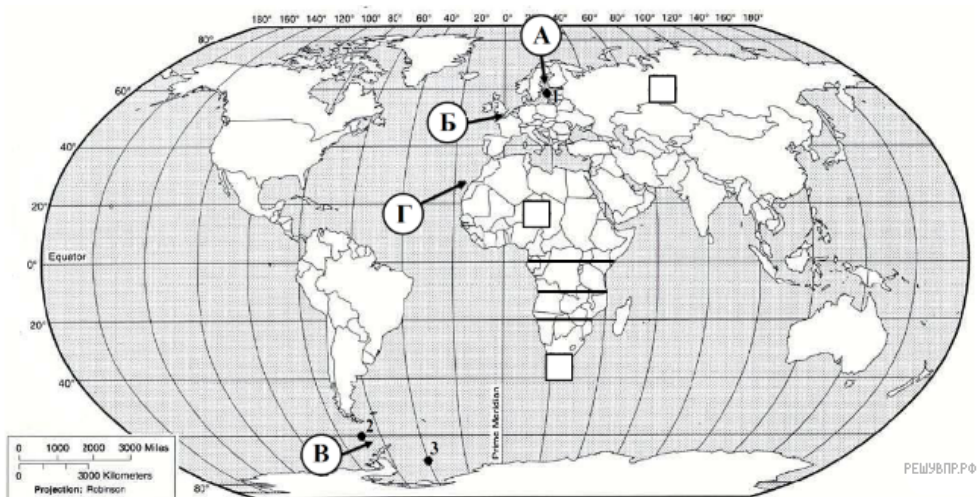 180° 160° 140° 120° 100° 80° 60° 40° 20° 0° 20° 40° 60° 80° 100° 120° 140° 160° 180°
80°
А
60°
1
Б
40°
Г
20°
Equator
0°
20°
40°
Prime Meridian
2
3
В
0 1000 2000 3000 Miles
0 3000 Kilometers
Projection: Robinson
80°
РЕШУВПР.РФ